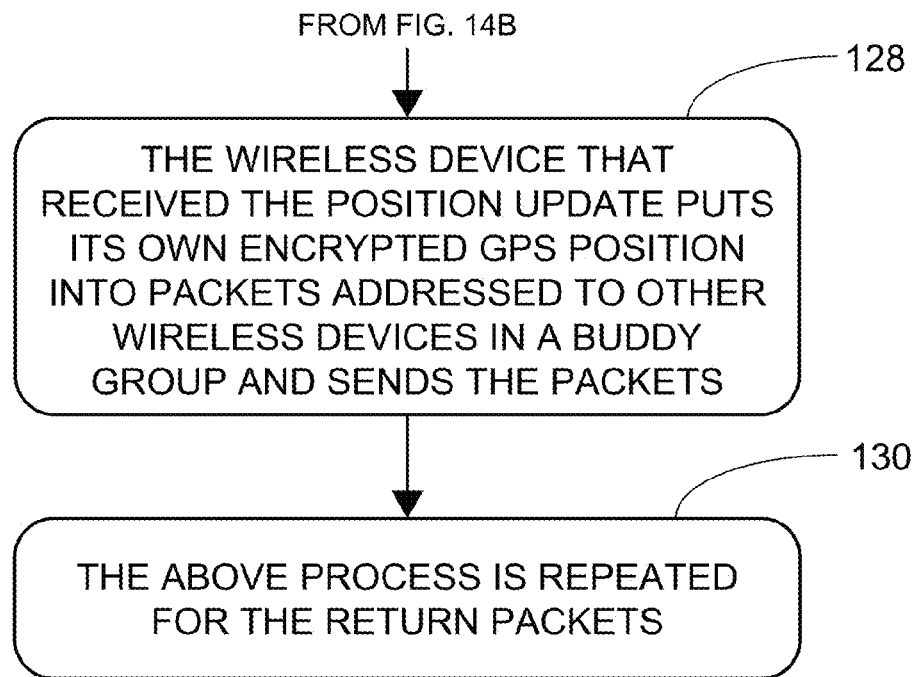 FROM FIG. 14B
128
THE WIRELESS DEVICE THAT
RECEIVED THE POSITION UPDATE PUTS
ITS OWN ENCRYPTED GPS POSITION
INTO PACKETS ADDRESSED TO OTHER
WIRELESS DEVICES IN A BUDDY
GROUP AND SENDS THE PACKETS
130
THE ABOVE PROCESS IS REPEATED
FOR THE RETURN PACKETS